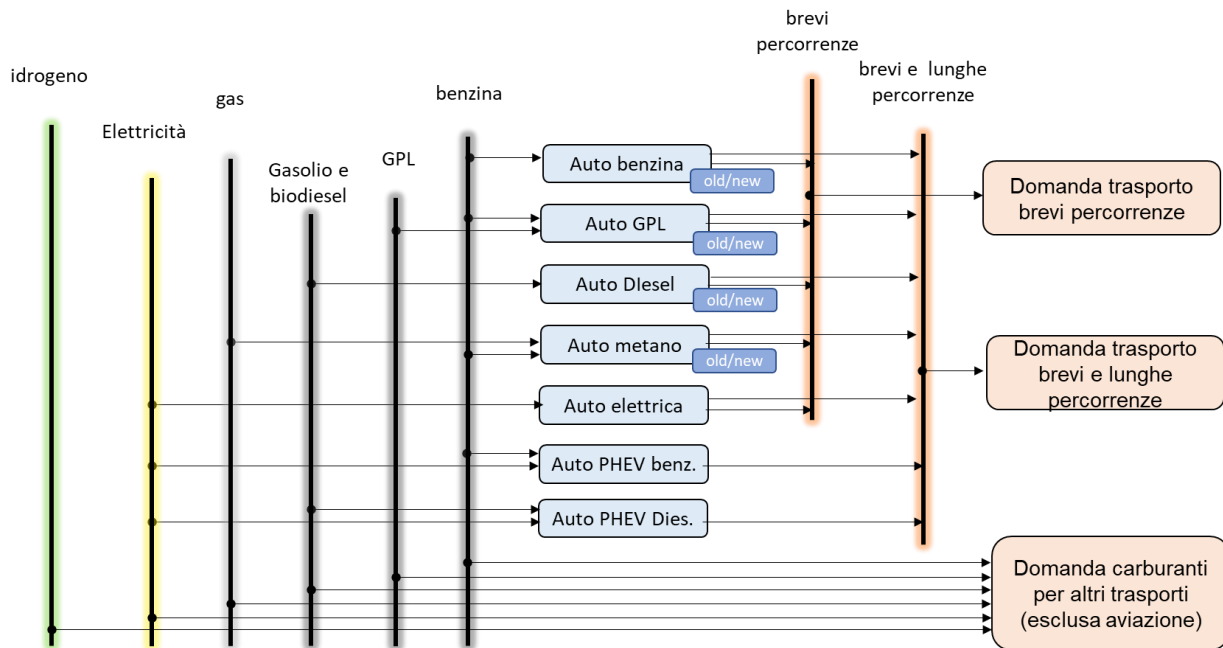 idrogeno
Elettricità
gas
Gasolio e
biodiesel
GPL
benzina
brevi
percorrenze
brevi e lunghe
percorrenze
Auto benzina
old/new
Auto GPL
old/new
Auto DIesel
old/new
Auto metano
old/new
Auto elettrica
Auto PHEV benz.
Auto PHEV Dies.
Domanda trasporto
brevi percorrenze
Domanda trasporto
brevi e lunghe
percorrenze
Domanda carburanti
per altri trasporti
(esclusa aviazione)